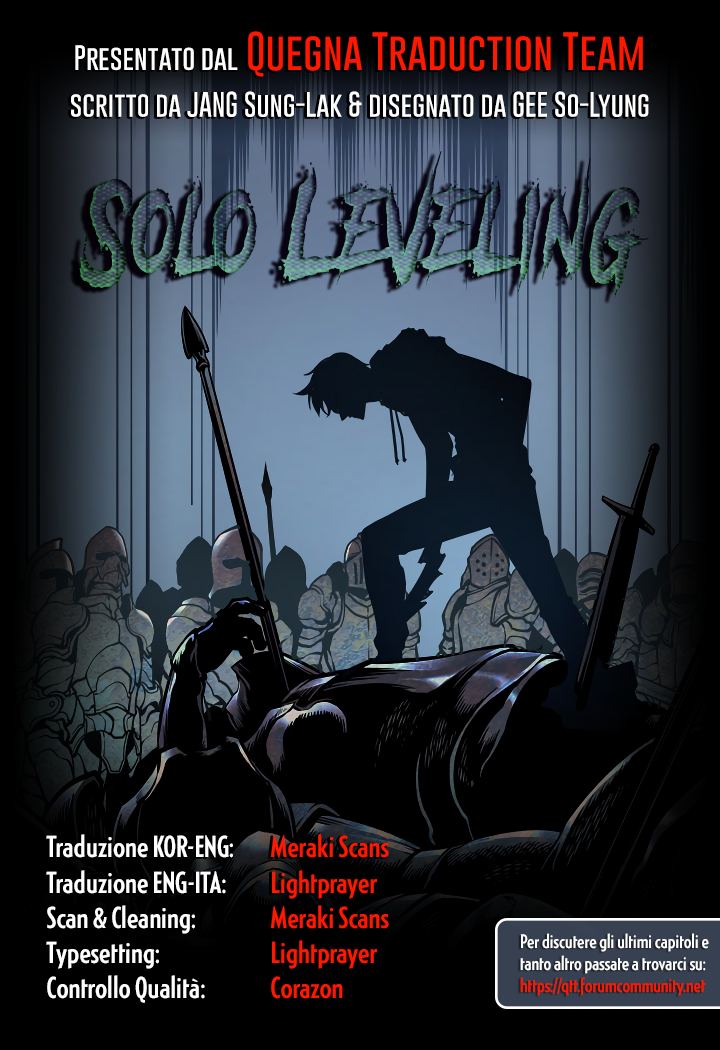 Presentato dal Quegna Traduction Team
scritto da JANG Sung-Lak & disegnato da GEE So-Lyung
Solo Leveling
Traduzione KOR-ENG: Meraki Scans
Traduzione ENG-ITA: Lightprayer
Scan & Cleaning: Meraki Scans
Typesetting: Lightprayer
Controllo Qualità: Corazon
Per discutere gli ultimi capitoli e
tanto altro passate a trovarci su:
https://qtt.forumcommunity.net